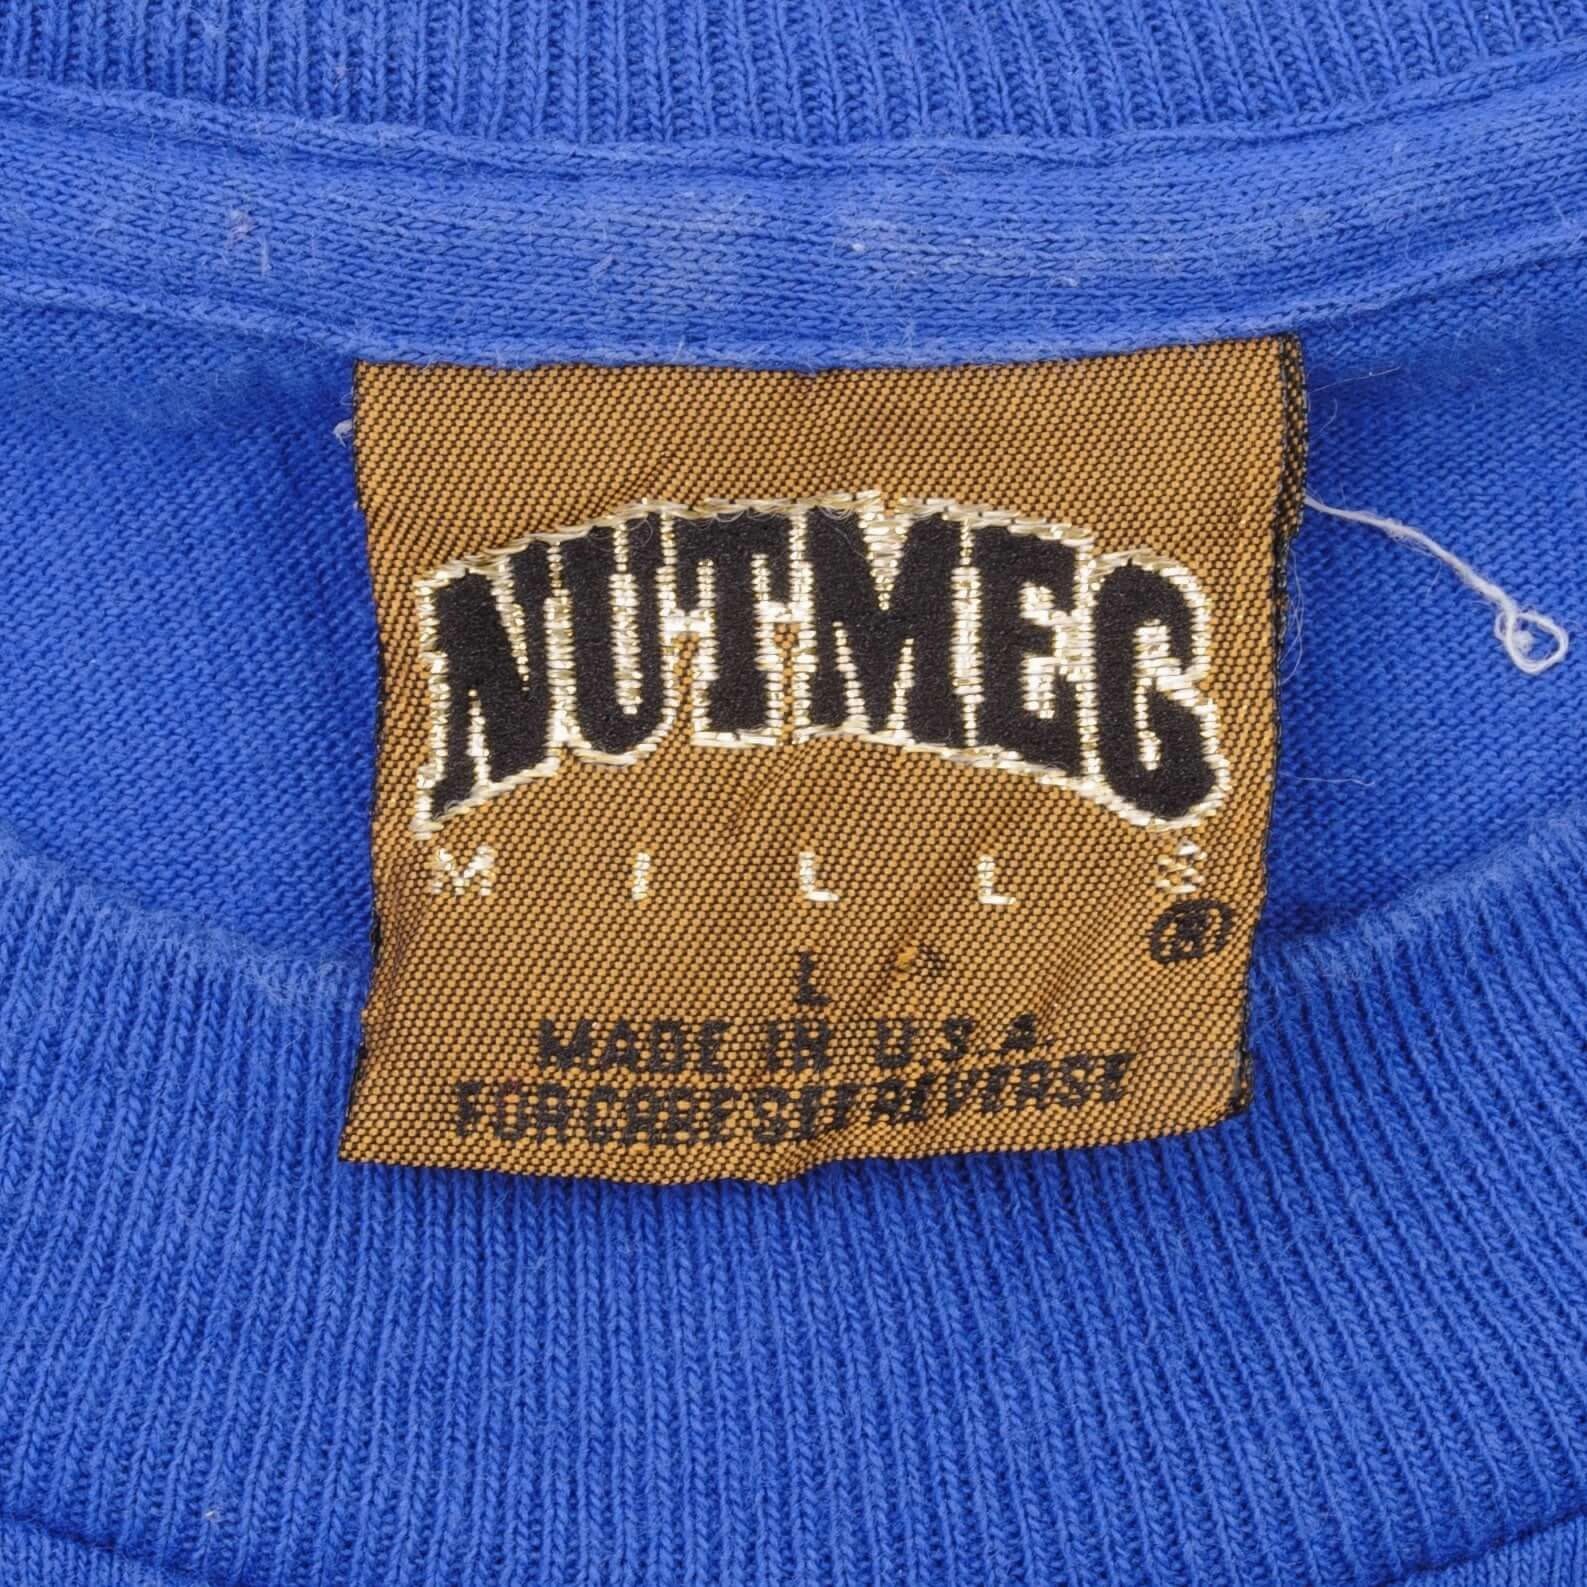 NUTMEG
MILLS
®
L
MADE IN U.S.A.
FOR CARE SEE REVERSE